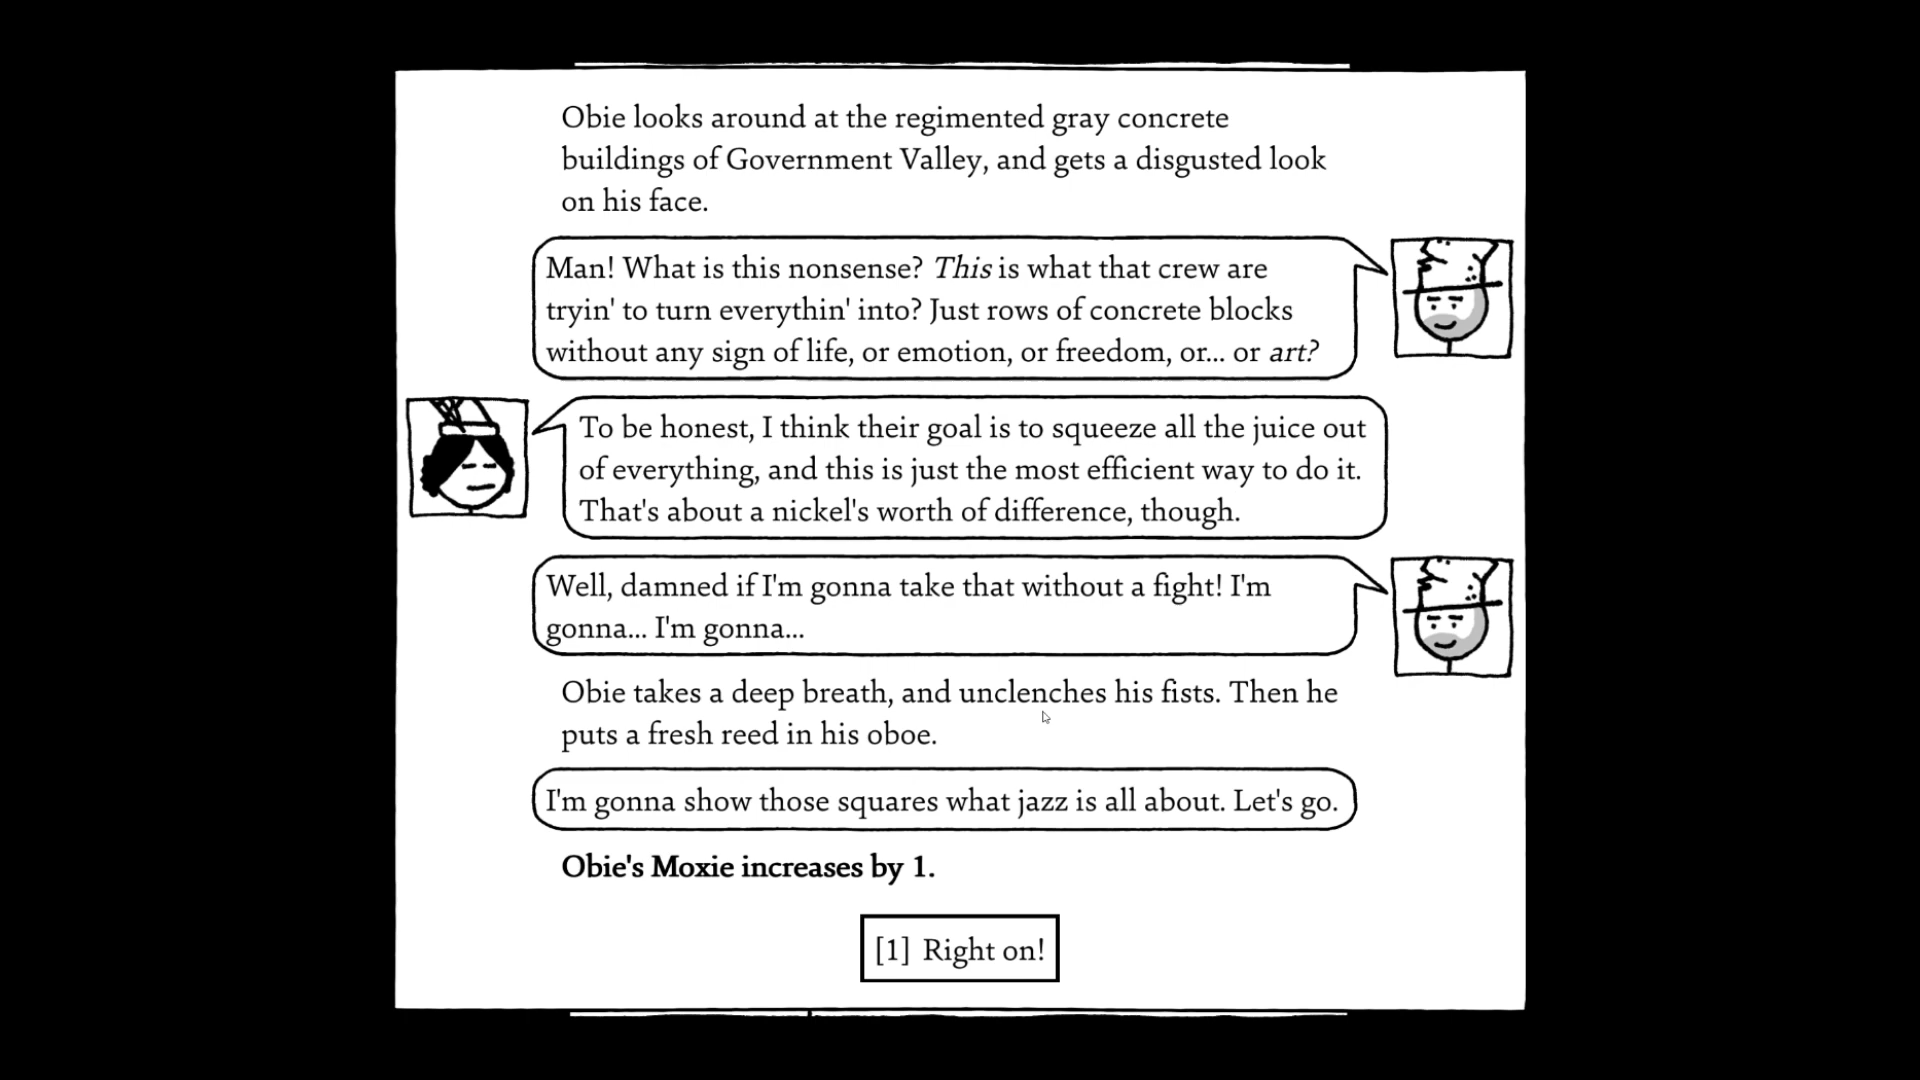 Obie looks around at the regimented gray concrete
buildings of Government Valley, and gets a disgusted look
on his face.
Man! What is this nonsense? This is what that crew are
tryin' to turn everythin' into? Just rows of concrete blocks
without any sign of life, or emotion, or freedom, or... or art?
To be honest, I think their goal is to squeeze all the juice out
of everything, and this is just the most efficient way to do it.
That's about a nickel's worth of difference, though.
Well, damned if I'm gonna take that without a fight! I'm
gonna... I'm gonna...
Obie takes a deep breath, and unclenches his fists. Then he
puts a fresh reed in his oboe.
I'm gonna show those squares what jazz is all about. Let's go.
Obie's Moxie increases by 1.
[1] Right on!